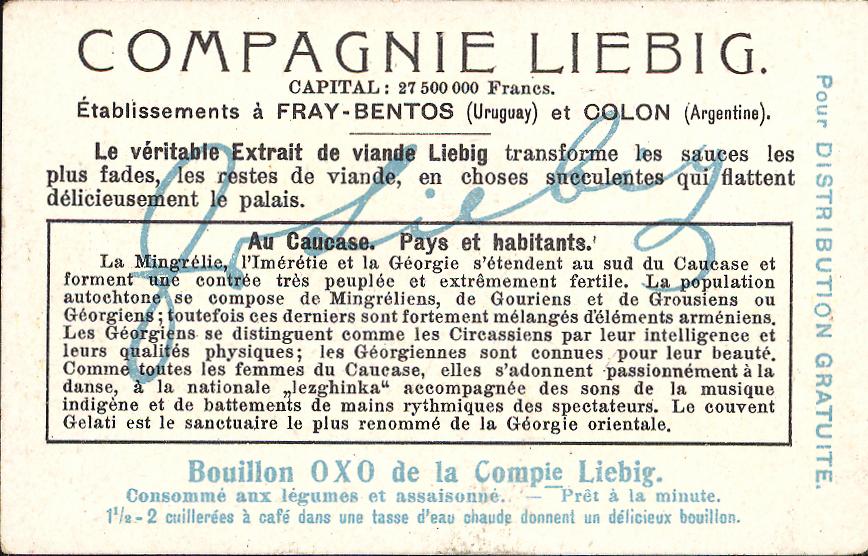 COMPAGNIE LIEBIG.
CAPITAL: 27 500 000 Francs.
Établissements à FRAY-BENTOS (Uruguay) et COLON (Argentine).
Le véritable Extrait de viande Liebig transforme les sauces les
plus fades, les restes de viande, en choses succulentes qui flattent
délicieusement le palais.
Au Caucase. Pays et habitants.
La Mingrélie, l'Imérétie et la Géorgie s'étendent au sud du Caucase et
forment une contrée très peuplée et extrêmement fertile. La population
autochtone se compose de Mingréliens, de Gouriens et de Grousiens ou
Géorgiens; toutefois ces derniers sont fortement mélangés d'éléments arméniens.
Les Géorgiens se distinguent comme les Circassiens par leur intelligence et
leurs qualités physiques; les Géorgiennes sont connues pour leur beauté.
Comme toutes les femmes du Caucase, elles s'adonnent passionnément à la
danse, à la nationale „lezghinka“ accompagnée des sons de la musique
indigène et de battements de mains rythmiques des spectateurs. Le couvent
Gelati est le sanctuaire le plus renommé de la Géorgie orientale.
Bouillon OXO de la Compie Liebig.
Consommé aux légumes et assaisonné. — Prêt à la minute.
1½-2 cuillerées à café dans une tasse d'eau chaude donnent un délicieux bouillon.
Pour DISTRIBUTION GRATUITE.
J. v. Liebig